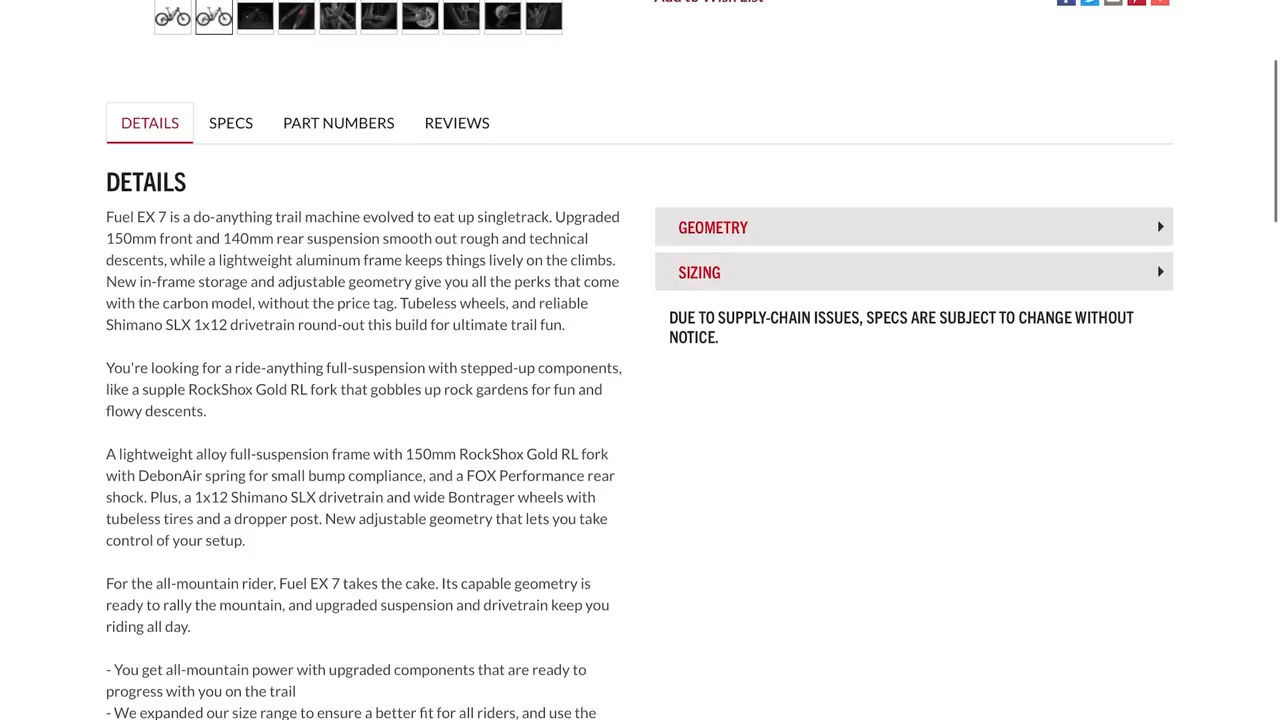 Add to Wish List
DETAILS
SPECS
PART NUMBERS
REVIEWS
DETAILS
Fuel EX 7 is a do-anything trail machine evolved to eat up singletrack. Upgraded
150mm front and 140mm rear suspension smooth out rough and technical
descents, while a lightweight aluminum frame keeps things lively on the climbs.
New in-frame storage and adjustable geometry give you all the perks that come
with the carbon model, without the price tag. Tubeless wheels, and reliable
Shimano SLX 1x12 drivetrain round-out this build for ultimate trail fun.
You're looking for a ride-anything full-suspension with stepped-up components,
like a supple RockShox Gold RL fork that gobbles up rock gardens for fun and
flowy descents.
A lightweight alloy full-suspension frame with 150mm RockShox Gold RL fork
with DebonAir spring for small bump compliance, and a FOX Performance rear
shock. Plus, a 1x12 Shimano SLX drivetrain and wide Bontrager wheels with
tubeless tires and a dropper post. New adjustable geometry that lets you take
control of your setup.
For the all-mountain rider, Fuel EX 7 takes the cake. Its capable geometry is
ready to rally the mountain, and upgraded suspension and drivetrain keep you
riding all day.
- You get all-mountain power with upgraded components that are ready to
progress with you on the trail
- We expanded our size range to ensure a better fit for all riders, and use the
GEOMETRY
SIZING
DUE TO SUPPLY-CHAIN ISSUES, SPECS ARE SUBJECT TO CHANGE WITHOUT
NOTICE.